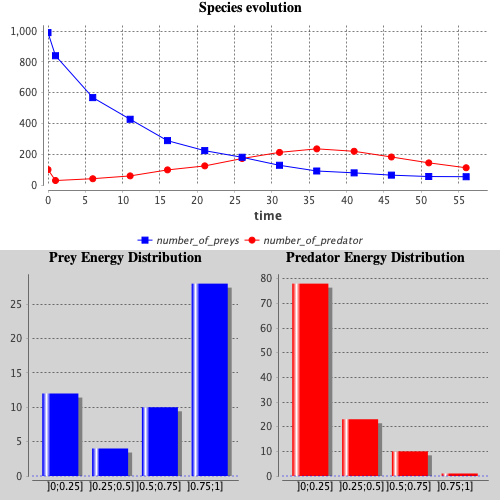 Species evolution
1,000
800
600
400
200
0
0 5 10 15 20 25 30 35 40 45 50 55
time
number_of_preys number_of_predator
Prey Energy Distribution
25
20
15
10
5
0
]0;0.25] ]0.25;0.5] ]0.5;0.75] ]0.75;1]
Predator Energy Distribution
80
70
60
50
40
30
20
10
0
]0;0.25] ]0.25;0.5] ]0.5;0.75] ]0.75;1]